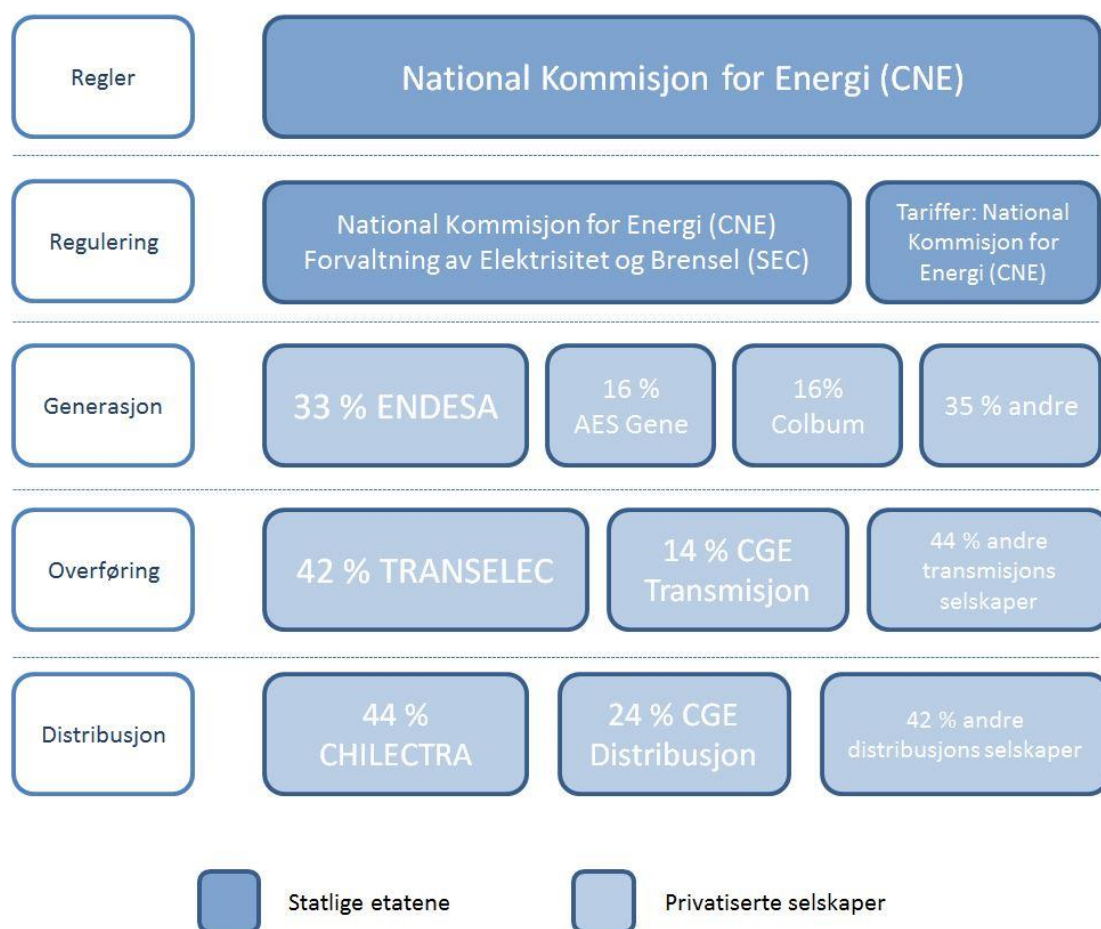 Regler
National Kommisjon for Energi (CNE)
Regulering
National Kommisjon for Energi (CNE)
Forvaltning av Elektrisitet og Brensel (SEC)
Tariffer: National
Kommisjon for
Energi (CNE)
Generasjon
33 % ENDESA
16 %
AES Gene
16%
Colbum
35 % andre
Overføring
42 % TRANSELEC
14 % CGE
Transmisjon
44 % andre
transmisjons
selskaper
Distribusjon
44 %
CHILECTRA
24 % CGE
Distribusjon
42 % andre
distribusjons selskaper
Statlige etatene
Privatiserte selskaper